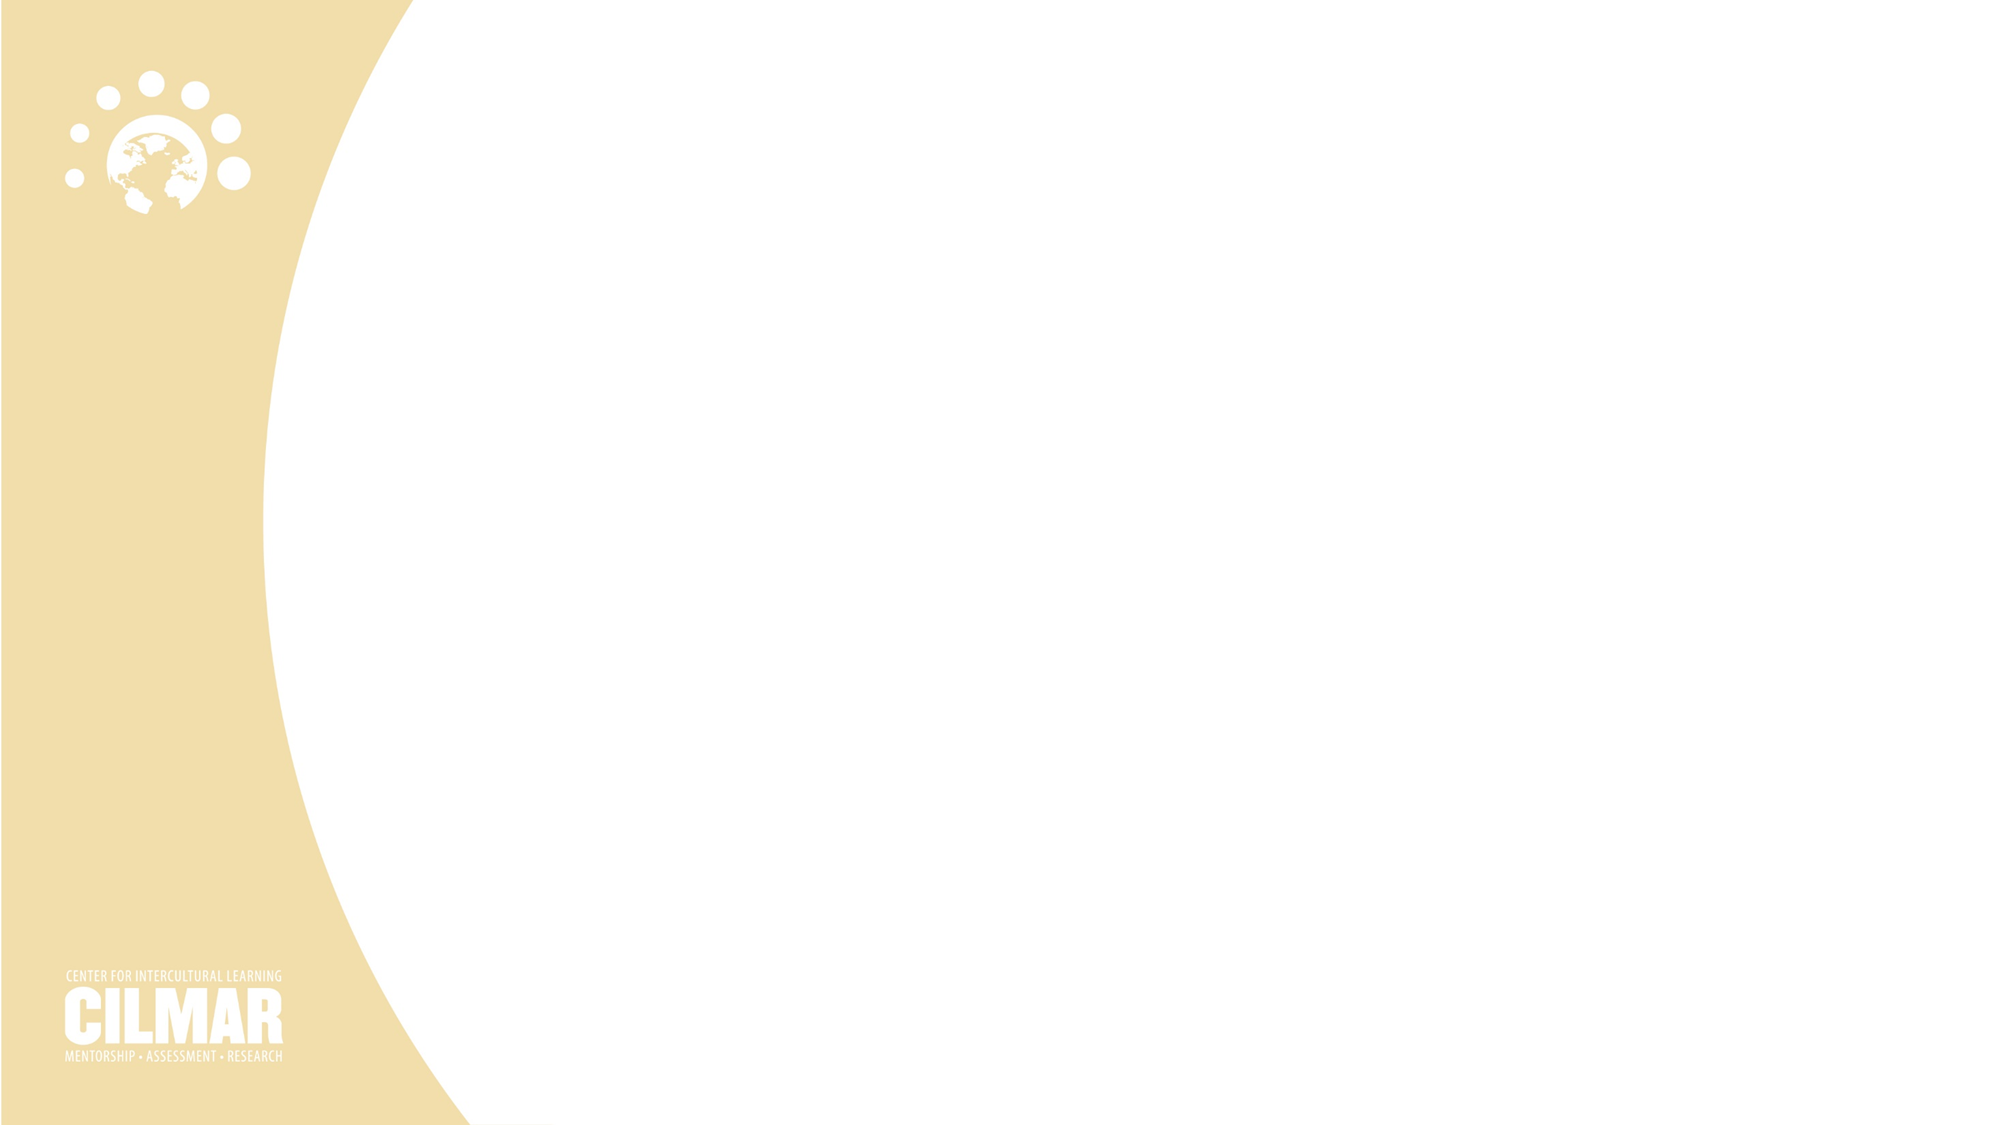 CENTER FOR INTERCULTURAL LEARNING
CILMAR
MENTORSHIP • ASSESSMENT • RESEARCH